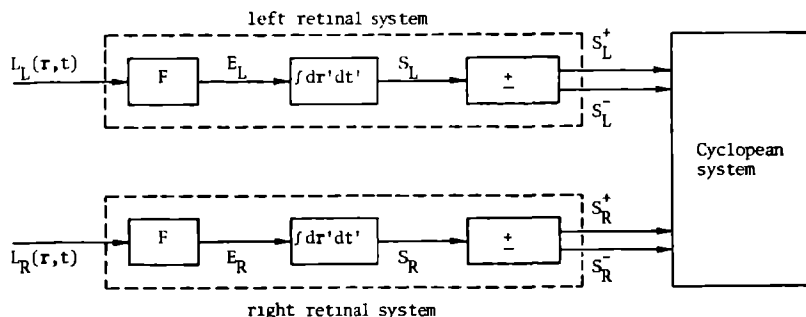 left retinal system
L_L(r,t)
F
E_L
∫dr'dt'
S_L
±
S_L^+
S_L^-
Cyclopean
system
L_R(r,t)
F
E_R
∫dr'dt'
S_R
±
S_R^+
S_R^-
right retinal system